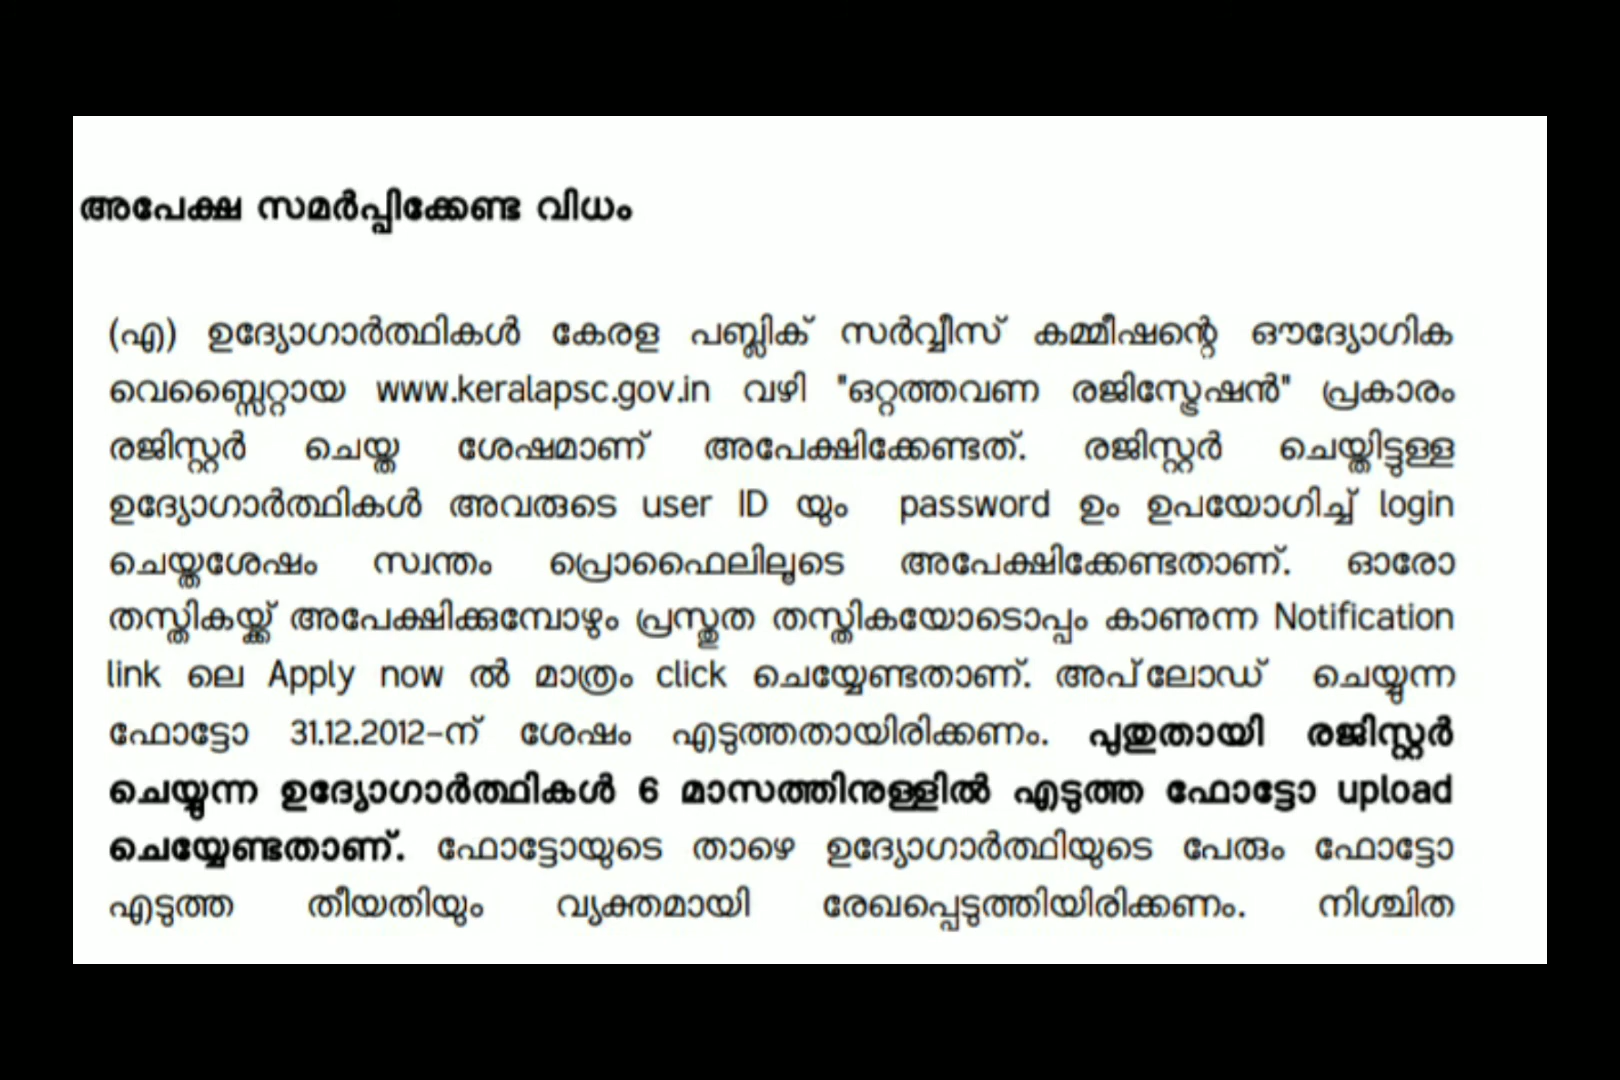 അപേക്ഷ സമർപ്പിക്കേണ്ട വിധം
(എ) ഉദ്യോഗാർത്ഥികൾ കേരള പബ്ലിക് സർവ്വീസ് കമ്മീഷന്റെ ഔദ്യോഗിക
വെബ്ബൈറ്റായ www.keralapsc.gov.in വഴി "ഒറ്റത്തവണ രജിസ്ട്രേഷൻ" പ്രകാരം
രജിസ്റ്റർ ചെയ്ത ശേഷമാണ് അപേക്ഷിക്കേണ്ടത്. രജിസ്റ്റർ ചെയ്തിട്ടുള്ള
ഉദ്യോഗാർത്ഥികൾ അവരുടെ user ID യും password ഉം ഉപയോഗിച്ച് login
ചെയ്തശേഷം സ്വന്തം പ്രൊഫൈലിലൂടെ അപേക്ഷിക്കേണ്ടതാണ്. ഓരോ
തസ്തികയ്ക്ക് അപേക്ഷിക്കുമ്പോഴും പ്രസ്തുത തസ്തികയോടൊപ്പം കാണുന്ന Notification
link ലെ Apply now ൽ മാത്രം click ചെയ്യേണ്ടതാണ്. അപ്‌ലോഡ് ചെയ്യുന്ന
ഫോട്ടോ 31.12.2012-ന് ശേഷം എടുത്തതായിരിക്കണം. പുതുതായി രജിസ്റ്റർ
ചെയ്യുന്ന ഉദ്യോഗാർത്ഥികൾ 6 മാസത്തിനുള്ളിൽ എടുത്ത ഫോട്ടോ upload
ചെയ്യേണ്ടതാണ്. ഫോട്ടോയുടെ താഴെ ഉദ്യോഗാർത്ഥിയുടെ പേരും ഫോട്ടോ
എടുത്ത തീയതിയും വ്യക്തമായി രേഖപ്പെടുത്തിയിരിക്കണം. നിശ്ചിത